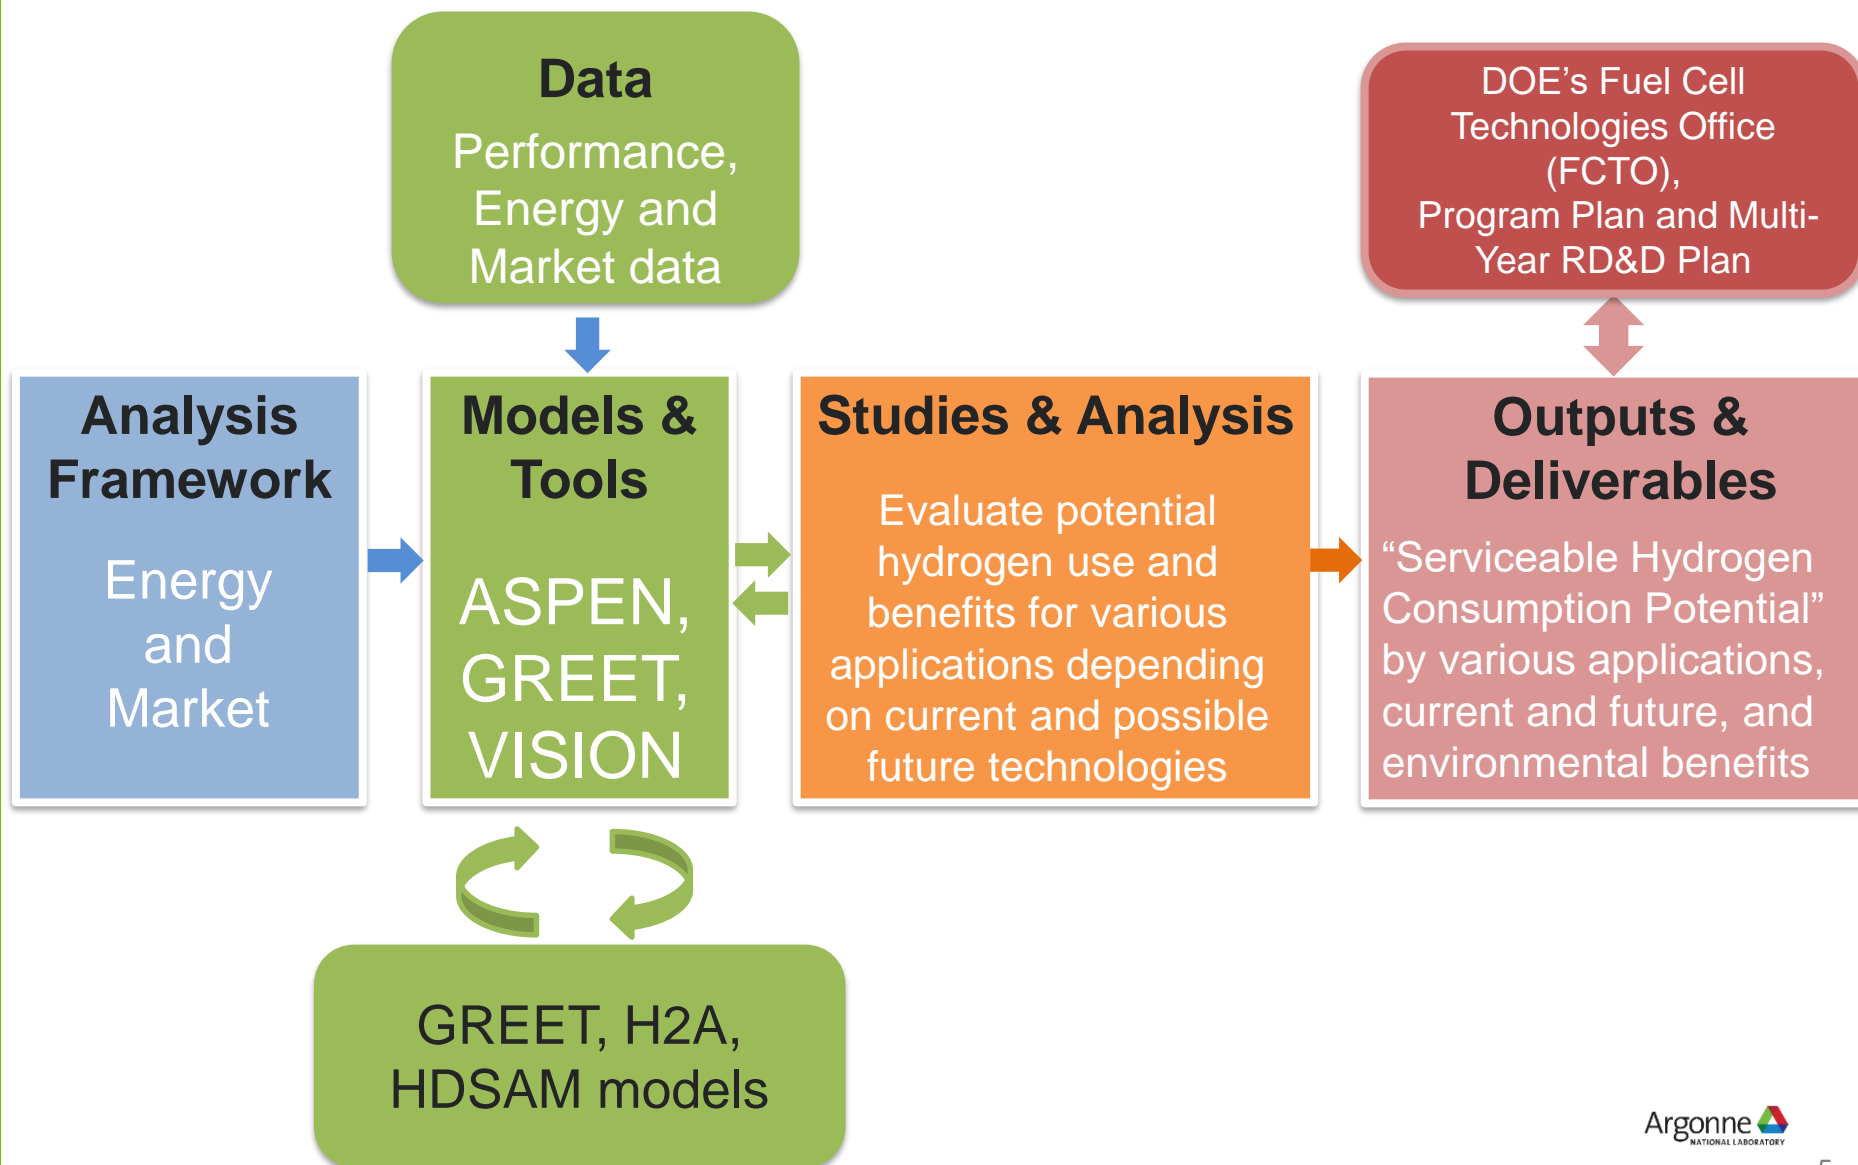 Data
Performance,
Energy and
Market data
DOE’s Fuel Cell
Technologies Office
(FCTO),
Program Plan and Multi-
Year RD&D Plan
Analysis
Framework
Energy
and
Market
Models &
Tools
ASPEN,
GREET,
VISION
Studies & Analysis
Evaluate potential
hydrogen use and
benefits for various
applications depending
on current and possible
future technologies
Outputs &
Deliverables
“Serviceable Hydrogen
Consumption Potential”
by various applications,
current and future, and
environmental benefits
GREET, H2A,
HDSAM models
Argonne
NATIONAL LABORATORY
5